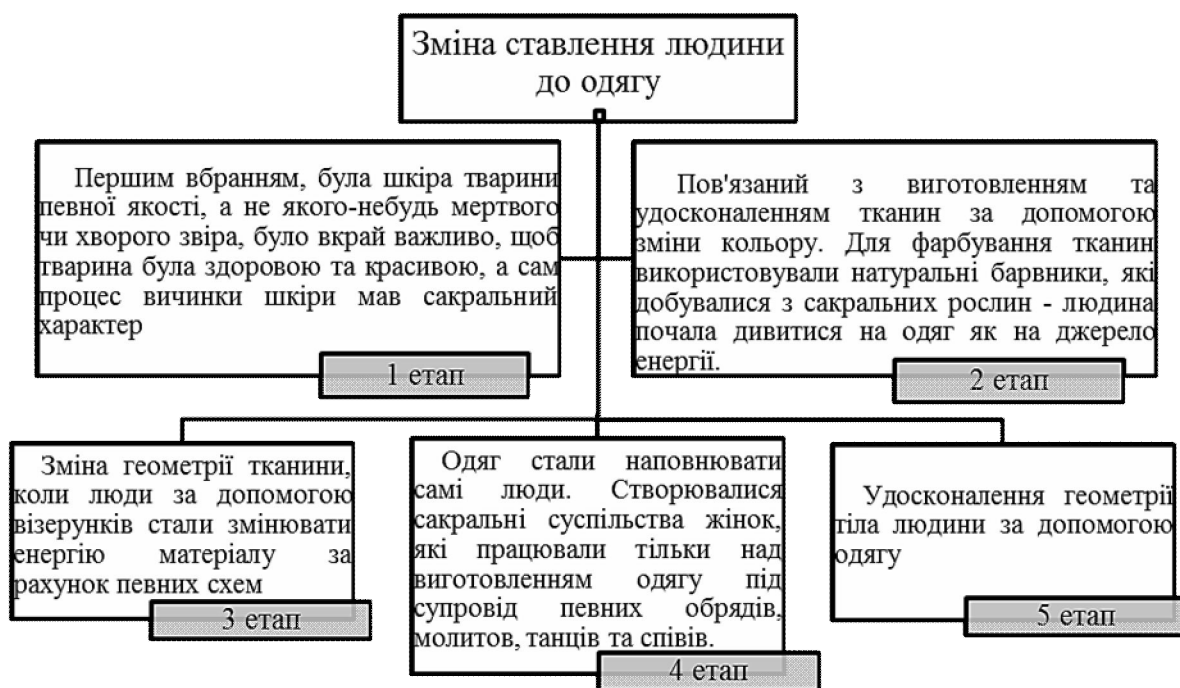 Зміна ставлення людини
до одягу
Першим вбранням, була шкіра тварини
певної якості, а не якого-небудь мертвого
чи хворого звіра, було вкрай важливо, щоб
тварина була здоровою та красивою, а сам
процес вичинки шкіри мав сакральний
характер
1 етап
Пов'язаний з виготовленням та
удосконаленням тканин за допомогою
зміни кольору. Для фарбування тканин
використовували натуральні барвники, які
добувалися з сакральних рослин - людина
почала дивитися на одяг як на джерело
енергії.
2 етап
Зміна геометрії тканини,
коли люди за допомогою
візерунків стали змінювати
енергію матеріалу за
рахунок певних схем
3 етап
Одяг стали наповнювати
самі люди. Створювалися
сакральні суспільства жінок,
які працювали тільки над
виготовленням одягу під
супровід певних обрядів,
молитов, танців та співів.
4 етап
Удосконалення геометрії
тіла людини за допомогою
одягу
5 етап